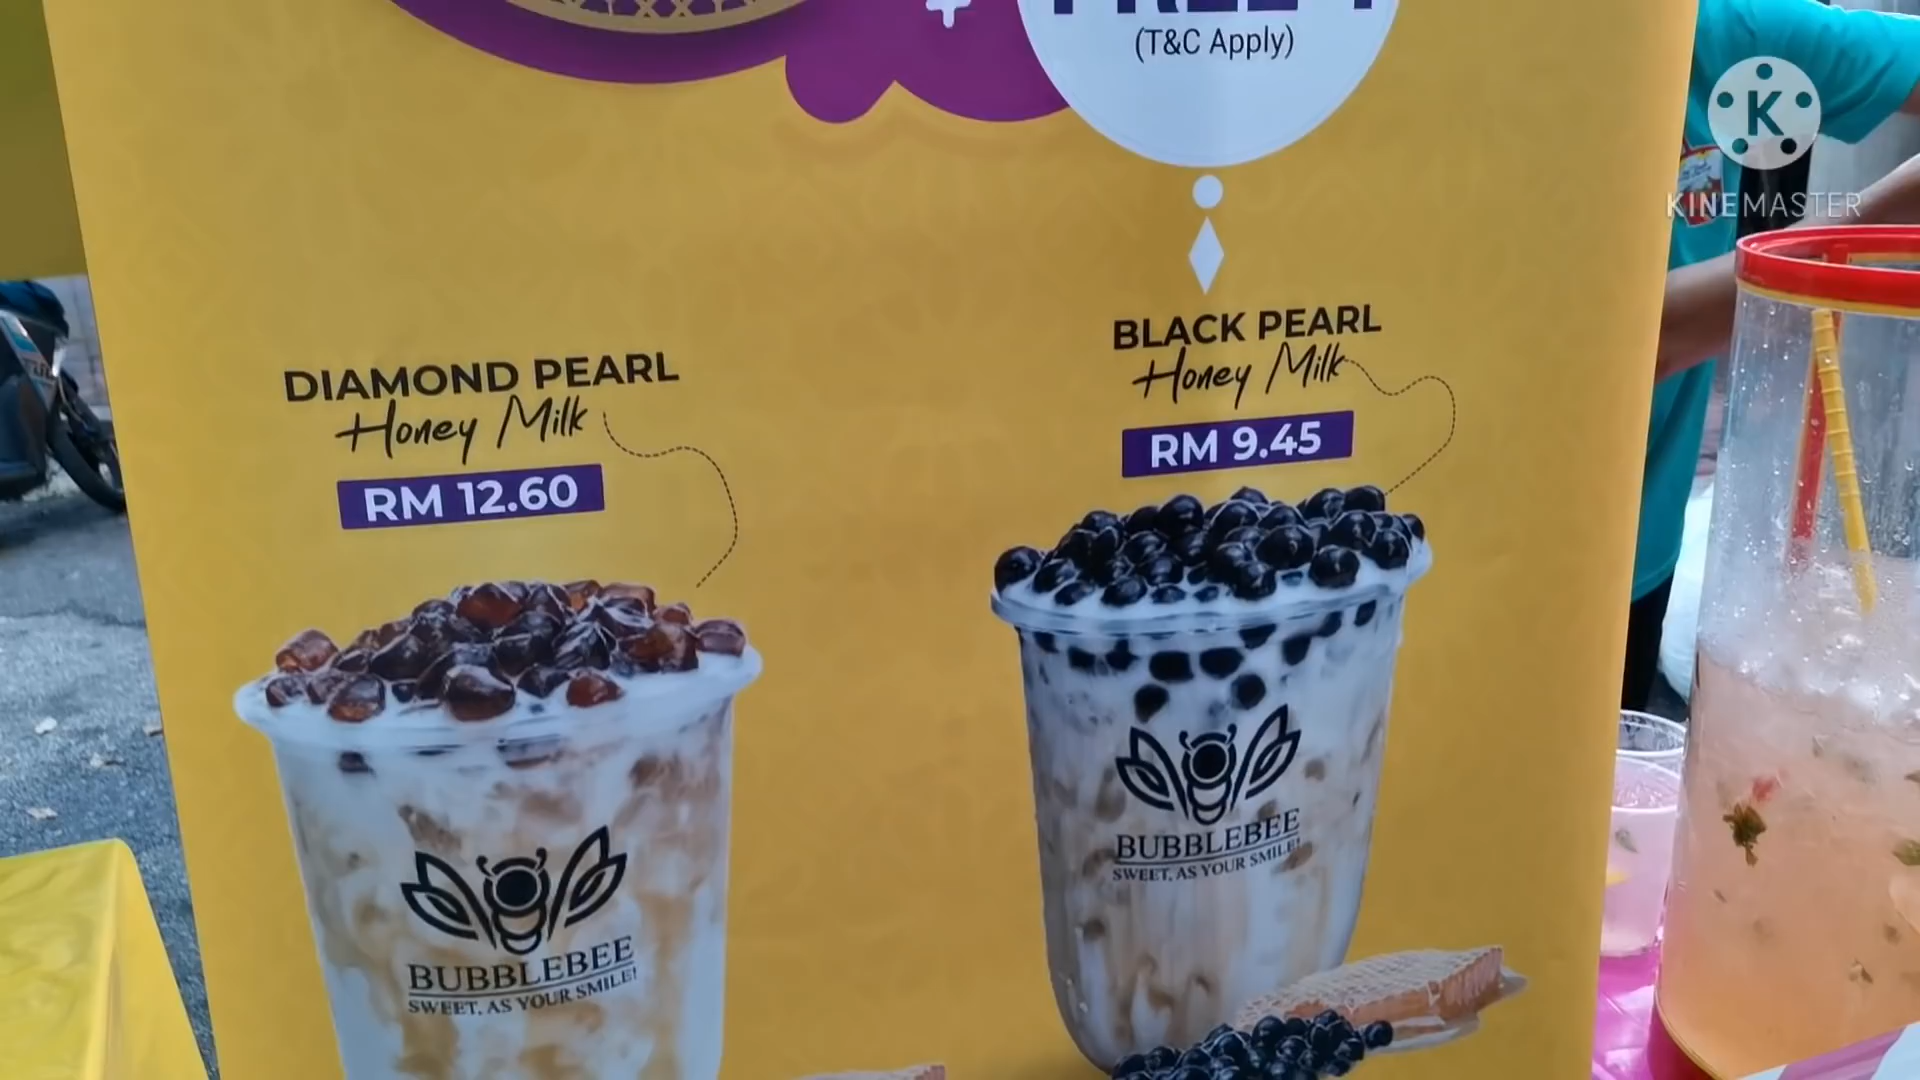 (T&C Apply)
K
KINEMASTER
DIAMOND PEARL
Honey Milk
RM 12.60
BLACK PEARL
Honey Milk
RM 9.45
BUBBLEBEE
SWEET, AS YOUR SMILE!
BUBBLEBEE
SWEET, AS YOUR SMILE!